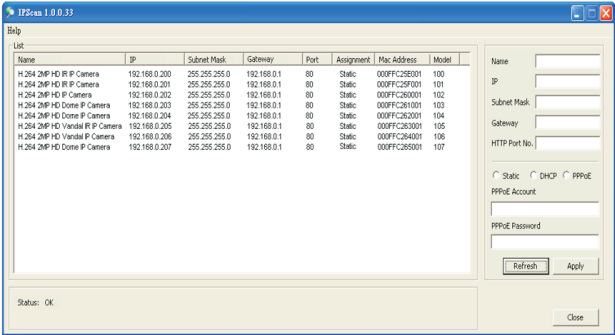 IPScan 1.0.0.33
Help
List
Name IP Subnet Mask Gateway Port Assignment Mac Address Model
H.264 2MP HD IR IP Camera 192.168.0.200 255.255.255.0 192.168.0.1 80 Static 000FFC25E001 100
H.264 2MP HD IR IP Camera 192.168.0.201 255.255.255.0 192.168.0.1 80 Static 000FFC25F001 101
H.264 2MP HD IP Camera 192.168.0.202 255.255.255.0 192.168.0.1 80 Static 000FFC260001 102
H.264 2MP HD Dome IP Camera 192.168.0.203 255.255.255.0 192.168.0.1 80 Static 000FFC261001 103
H.264 2MP HD Dome IP Camera 192.168.0.204 255.255.255.0 192.168.0.1 80 Static 000FFC262001 104
H.264 2MP HD Vandal IR IP Camera 192.168.0.205 255.255.255.0 192.168.0.1 80 Static 000FFC263001 105
H.264 2MP HD Vandal IP Camera 192.168.0.206 255.255.255.0 192.168.0.1 80 Static 000FFC264001 106
H.264 2MP HD Dome IP Camera 192.168.0.207 255.255.255.0 192.168.0.1 80 Static 000FFC265001 107
Name
IP
Subnet Mask
Gateway
HTTP Port No.
Static DHCP PPPoE
PPPoE Account
PPPoE Password
Refresh Apply
Status: OK
Close